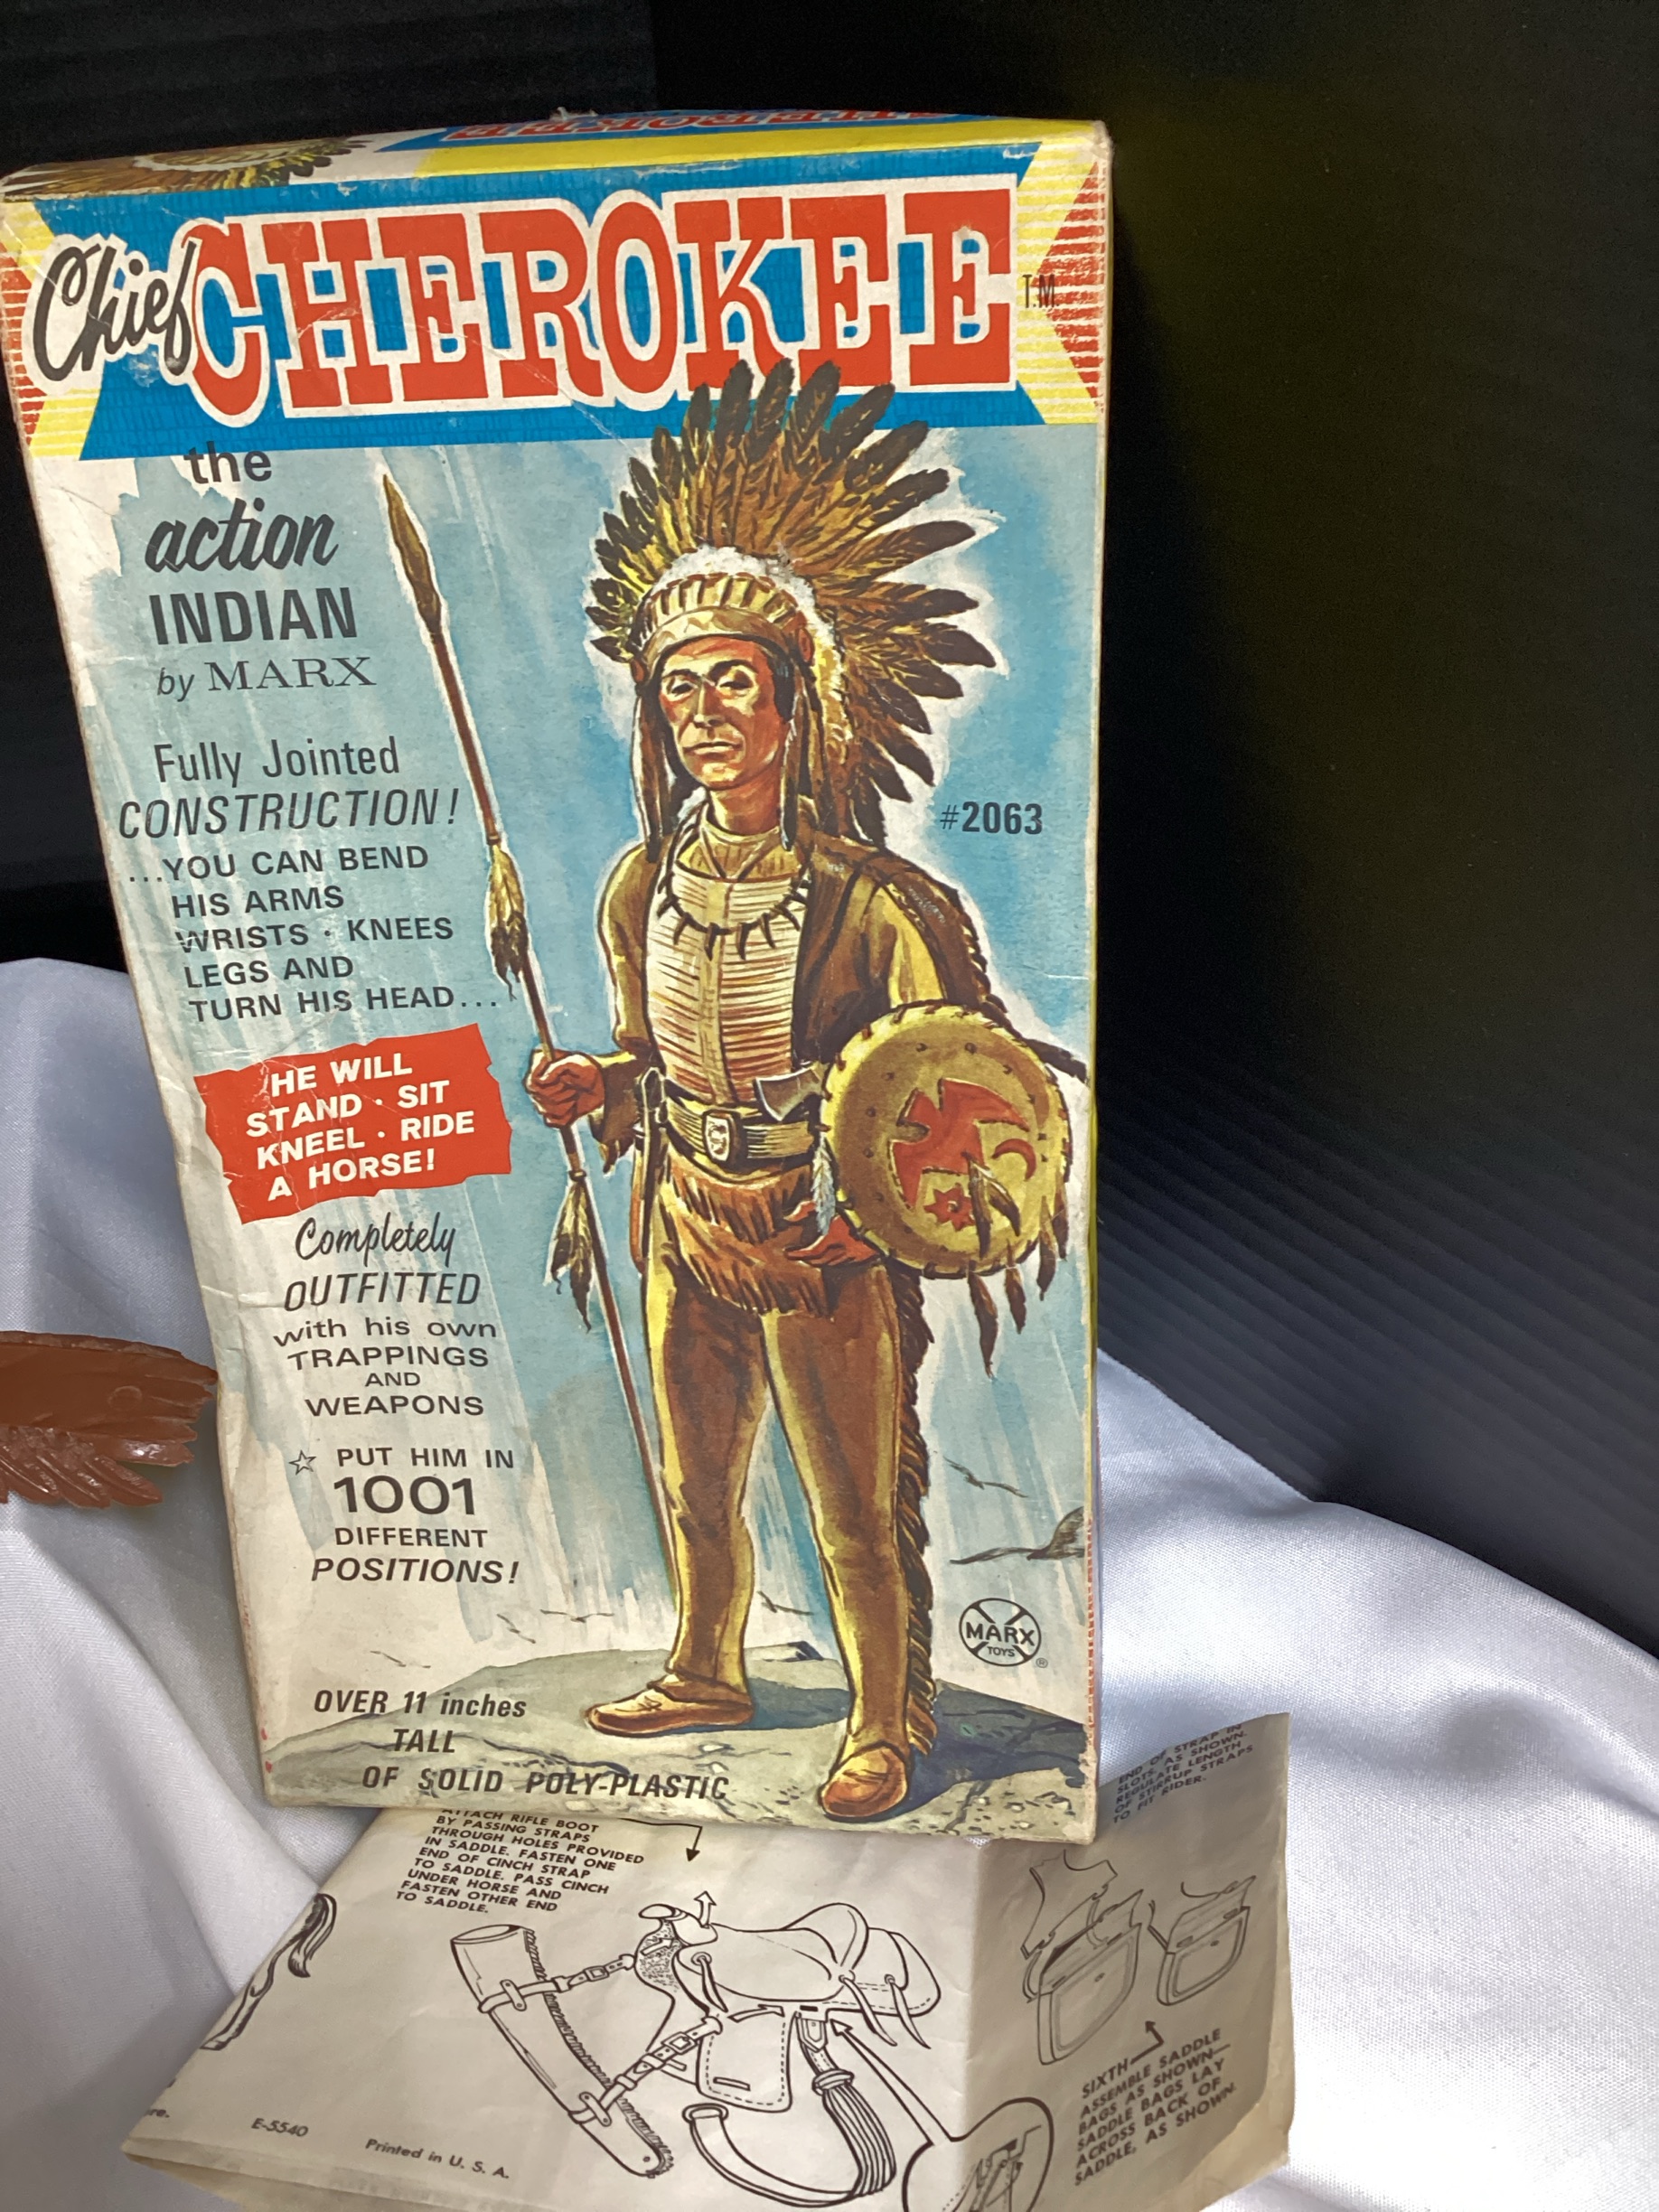 Chief CHEROKEE T.M.
the
action
INDIAN
by MARX
Fully Jointed
CONSTRUCTION!
...YOU CAN BEND
HIS ARMS
WRISTS · KNEES
LEGS AND
TURN HIS HEAD...
#2063
HE WILL
STAND · SIT
KNEEL · RIDE
A HORSE!
Completely
OUTFITTED
with his own
TRAPPINGS
AND
WEAPONS
☆ PUT HIM IN
1001
DIFFERENT
POSITIONS!
MARX
TOYS
®
OVER 11 inches
TALL
OF SOLID POLY-PLASTIC
ATTACH RIFLE BOOT
BY PASSING STRAPS
THROUGH HOLES PROVIDED
IN SADDLE. FASTEN ONE
END OF CINCH STRAP
TO SADDLE. PASS CINCH
UNDER HORSE AND
FASTEN OTHER END
TO SADDLE.
END OF STRAP IN
SLOTS, AS SHOWN.
REGULATE LENGTH
OF STIRRUP STRAPS
TO FIT RIDER.
SIXTH
ASSEMBLE SADDLE
BAGS AS SHOWN—
SADDLE BAGS LAY
ACROSS BACK OF
SADDLE, AS SHOWN.
re.
E-5540
Printed in U. S. A.